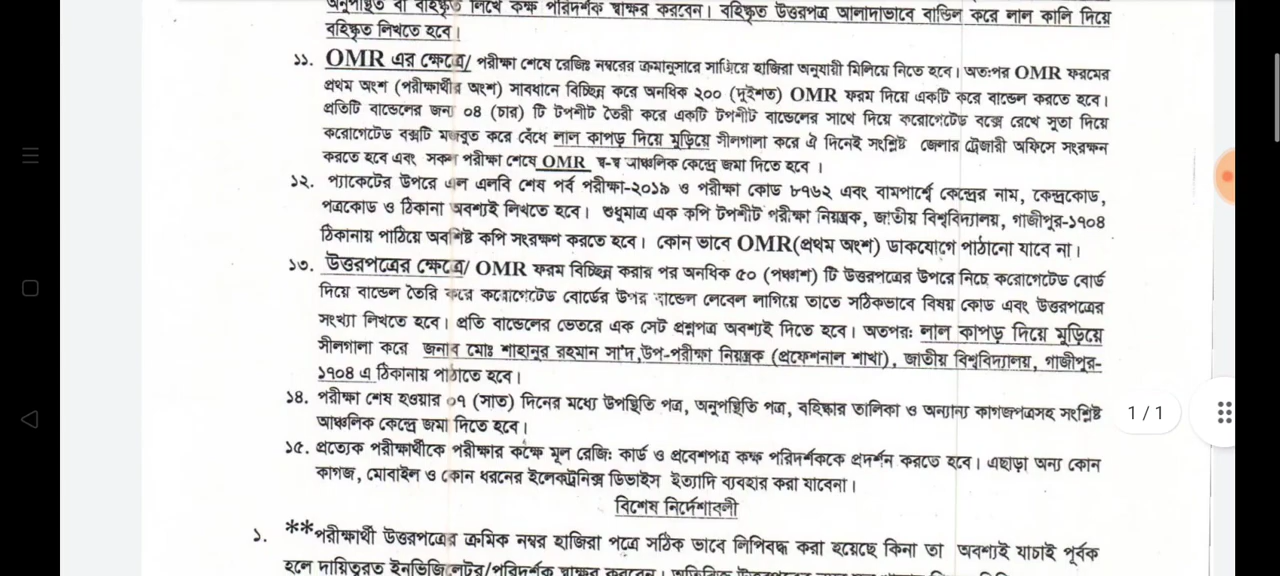 অনুপস্থিত বা বহিষ্কৃত লিখে কক্ষ পরিদর্শক স্বাক্ষর করবেন। বহিষ্কৃত উত্তরপত্র আলাদাভাবে বান্ডিল করে লাল কালি দিয়ে
বহিষ্কৃত লিখতে হবে।
১১. OMR এর ক্ষেত্রে/ পরীক্ষা শেষে রেজিঃ নম্বরের ক্রমানুসারে সাজিয়ে হাজিরা অনুযায়ী মিলিয়ে নিতে হবে। অতঃপর OMR ফরমের
প্রথম অংশ (পরীক্ষার্থীর অংশ) সাবধানে বিচ্ছিন্ন করে অনধিক ২০০ (দুইশত) OMR ফরম দিয়ে একটি করে বান্ডেল করতে হবে।
প্রতিটি বান্ডেলের জন্য ০৪ (চার) টি টপশীট তৈরী করে একটি টপশীট বান্ডেলের সাথে দিয়ে করোগেটেড বক্সে রেখে সুতা দিয়ে
করোগেটেড বক্সটি মজবুত করে বেঁধে লাল কাপড় দিয়ে মুড়িয়ে সীলগালা করে ঐ দিনেই সংশ্লিষ্ট জেলার ট্রেজারী অফিসে সংরক্ষন
করতে হবে এবং সকল পরীক্ষা শেষে OMR স্ব-স্ব আঞ্চলিক কেন্দ্রে জমা দিতে হবে ।
১২. প্যাকেটের উপরে এল এলবি শেষ পর্ব পরীক্ষা-২০১৯ ও পরীক্ষা কোড ৮৭৬২ এবং বামপার্শ্বে কেন্দ্রের নাম, কেন্দ্রকোড,
পত্রকোড ও ঠিকানা অবশ্যই লিখতে হবে। শুধুমাত্র এক কপি টপশীট পরীক্ষা নিয়ন্ত্রক, জাতীয় বিশ্ববিদ্যালয়, গাজীপুর-১৭০৪
ঠিকানায় পাঠিয়ে অবশিষ্ট কপি সংরক্ষণ করতে হবে। কোন ভাবে OMR(প্রথম অংশ) ডাকযোগে পাঠানো যাবে না।
১৩. উত্তরপত্রের ক্ষেত্রে/ OMR ফরম বিচ্ছিন্ন করার পর অনধিক ৫০ (পঞ্চাশ) টি উত্তরপত্রের উপরে নিচে করোগেটেড বোর্ড
দিয়ে বান্ডেল তৈরি করে করোগেটেড বোর্ডের উপর বান্ডেল লেবেল লাগিয়ে তাতে সঠিকভাবে বিষয় কোড এবং উত্তরপত্রের
সংখ্যা লিখতে হবে। প্রতি বান্ডেলের ভেতরে এক সেট প্রশ্নপত্র অবশ্যই দিতে হবে। অতপরঃ লাল কাপড় দিয়ে মুড়িয়ে
সীলগালা করে জনাব মোঃ শাহানুর রহমান সা'দ,উপ-পরীক্ষা নিয়ন্ত্রক (প্রফেশনাল শাখা), জাতীয় বিশ্ববিদ্যালয়, গাজীপুর-
১৭০৪ এ ঠিকানায় পাঠাতে হবে।
১৪. পরীক্ষা শেষ হওয়ার ০৭ (সাত) দিনের মধ্যে উপস্থিতি পত্র, অনুপস্থিতি পত্র, বহিষ্কার তালিকা ও অন্যান্য কাগজপত্রসহ সংশ্লিষ্ট
আঞ্চলিক কেন্দ্রে জমা দিতে হবে।
1 / 1
১৫. প্রত্যেক পরীক্ষার্থীকে পরীক্ষার কক্ষে মূল রেজিঃ কার্ড ও প্রবেশপত্র কক্ষ পরিদর্শককে প্রদর্শন করতে হবে। এছাড়া অন্য কোন
কাগজ, মোবাইল ও কোন ধরনের ইলেকট্রনিক্স ডিভাইস ইত্যাদি ব্যবহার করা যাবেনা।
বিশেষ নির্দেশাবলী
১. **পরীক্ষার্থী উত্তরপত্রের ক্রমিক নম্বর হাজিরা পত্রে সঠিক ভাবে লিপিবদ্ধ করা হয়েছে কিনা তা অবশ্যই যাচাই পূর্বক
হলে দায়িত্বরত ইনভিজিলেটর/পরিদর্শক স্বাক্ষর করবেন।